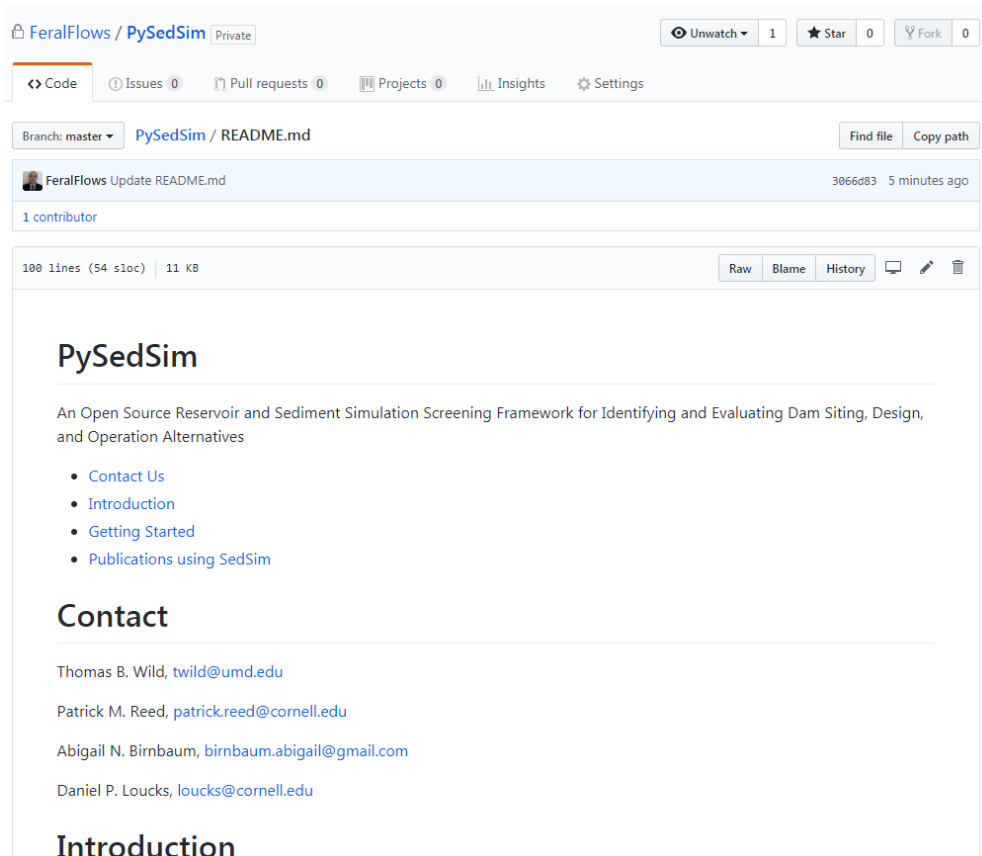 FeralFlows / PySedSim Private
Unwatch 1 Star 0 Fork 0
Code Issues 0 Pull requests 0 Projects 0 Insights Settings
Branch: master PySedSim / README.md Find file Copy path
FeralFlows Update README.md 3066d83 5 minutes ago
1 contributor
100 lines (54 sloc) 11 KB Raw Blame History
PySedSim
An Open Source Reservoir and Sediment Simulation Screening Framework for Identifying and Evaluating Dam Siting, Design,
and Operation Alternatives
Contact Us
Introduction
Getting Started
Publications using SedSim
Contact
Thomas B. Wild, twild@umd.edu
Patrick M. Reed, patrick.reed@cornell.edu
Abigail N. Birnbaum, birnbaum.abigail@gmail.com
Daniel P. Loucks, loucks@cornell.edu
Introduction